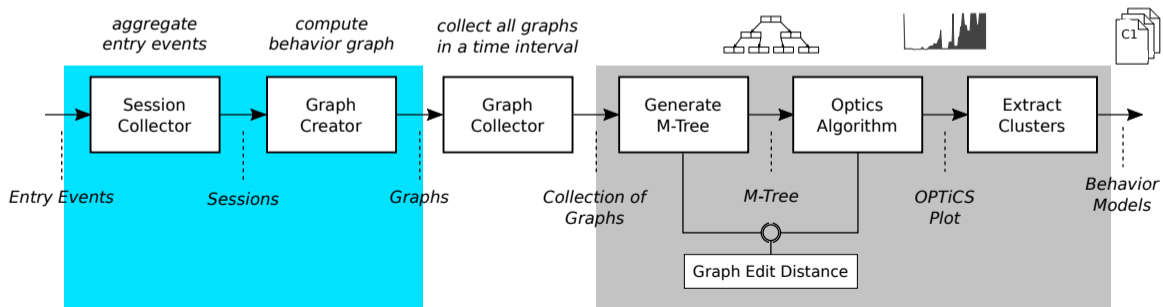 aggregate
entry events
compute
behavior graph
collect all graphs
in a time interval
C1
Session
Collector
Graph
Creator
Graph
Collector
Generate
M-Tree
Optics
Algorithm
Extract
Clusters
Entry Events
Sessions
Graphs
Collection of
Graphs
M-Tree
OPTiCS
Plot
Behavior
Models
Graph Edit Distance